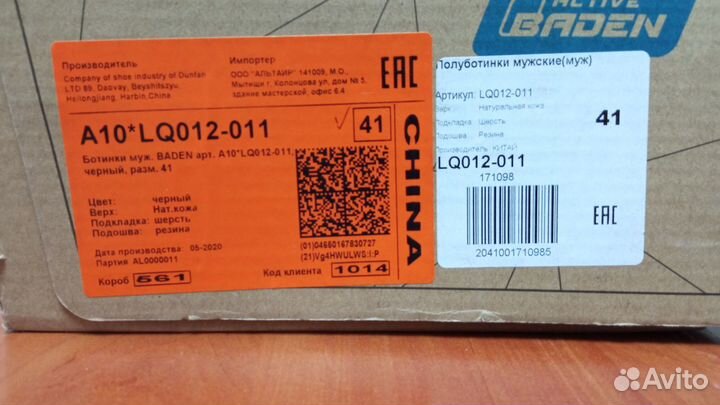 ACTIVE
BADEN
Производитель
Company of shoe industry of Dunfan
LTD 89, Daovay, Beyshitszyu,
Heilongjiang, Harbin.China
Импортер
ООО "АЛЬТАИР" 141009, М.О.,
Мытищи г, Колонцова ул, дом № 5,
здание мастерской, офис 6.4
EAC
A10*LQ012-011
41
Ботинки муж. BADEN арт. A10*LQ012-011,
черный, разм. 41
Цвет: черный
Верх: Нат.кожа
Подкладка: шерсть
Подошва: резина
Дата производства: 05-2020
Партия AL0000011
(01)04650167830727
(21)Vg4HWULWS:I:P
Короб 561
Код клиента 1014
CHINA
Полуботинки мужские(муж)
Артикул: LQ012-011
Верх: Натуральная кожа
Подкладка: Шерсть
Подошва: Резина
Производитель: КИТАЙ
41
LQ012-011
171098
2041001710985
EAC
Avito